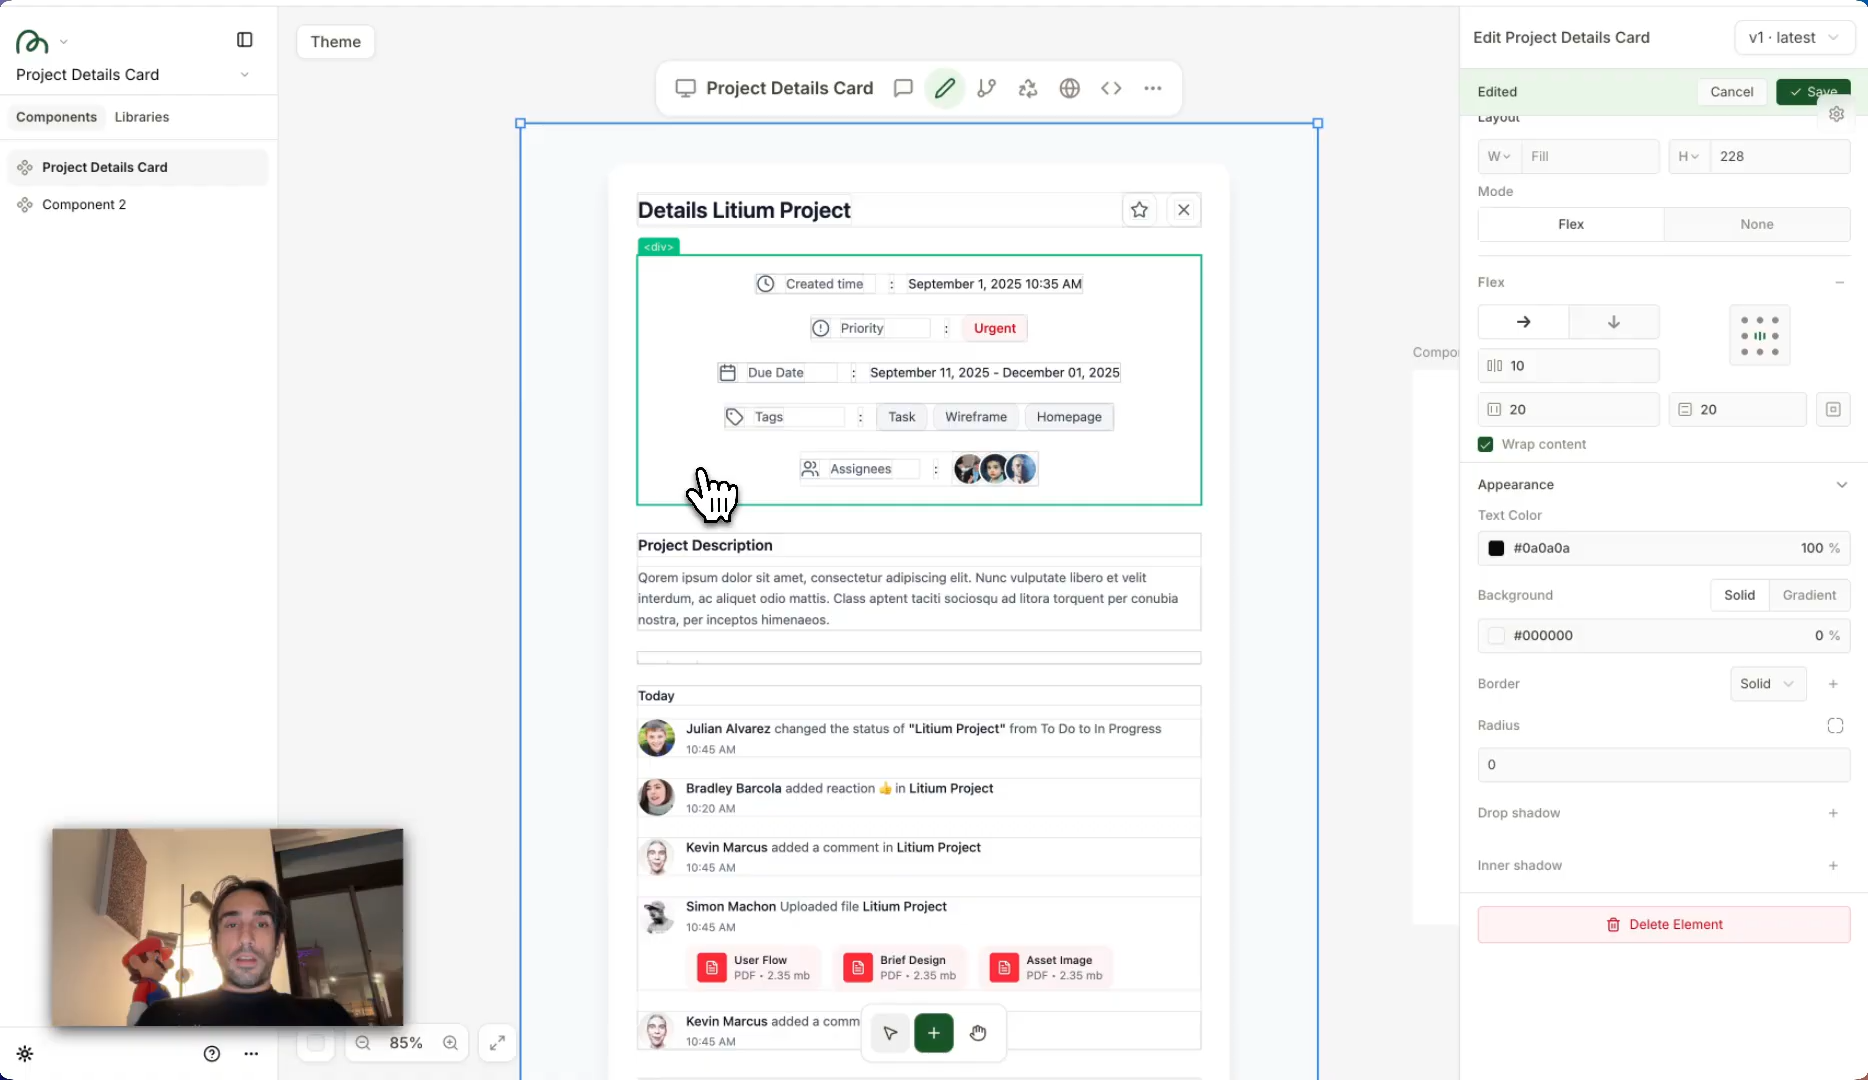 Project Details Card
Components
Libraries
Project Details Card
Component 2
Theme
Project Details Card
Details Litium Project
<div>
Created time : September 1, 2025 10:35 AM
Priority : Urgent
Due Date : September 11, 2025 - December 01, 2025
Tags : Task Wireframe Homepage
Assignees :
Project Description
Qorem ipsum dolor sit amet, consectetur adipiscing elit. Nunc vulputate libero et velit
interdum, ac aliquet odio mattis. Class aptent taciti sociosqu ad litora torquent per conubia
nostra, per inceptos himenaeos.
Today
Julian Alvarez changed the status of "Litium Project" from To Do to In Progress
10:45 AM
Bradley Barcola added reaction 👍 in Litium Project
10:20 AM
Kevin Marcus added a comment in Litium Project
10:45 AM
Simon Machon Uploaded file Litium Project
10:45 AM
User Flow
PDF • 2.35 mb
Brief Design
PDF • 2.35 mb
Asset Image
PDF • 2.35 mb
Kevin Marcus added a comm
10:45 AM
85%
Compo
Edit Project Details Card
v1 · latest
Edited
Cancel
Save
Layout
W Fill
H 228
Mode
Flex
None
Flex
10
20
20
Wrap content
Appearance
Text Color
#0a0a0a 100 %
Background
Solid
Gradient
#000000 0 %
Border
Solid
Radius
0
Drop shadow
Inner shadow
Delete Element